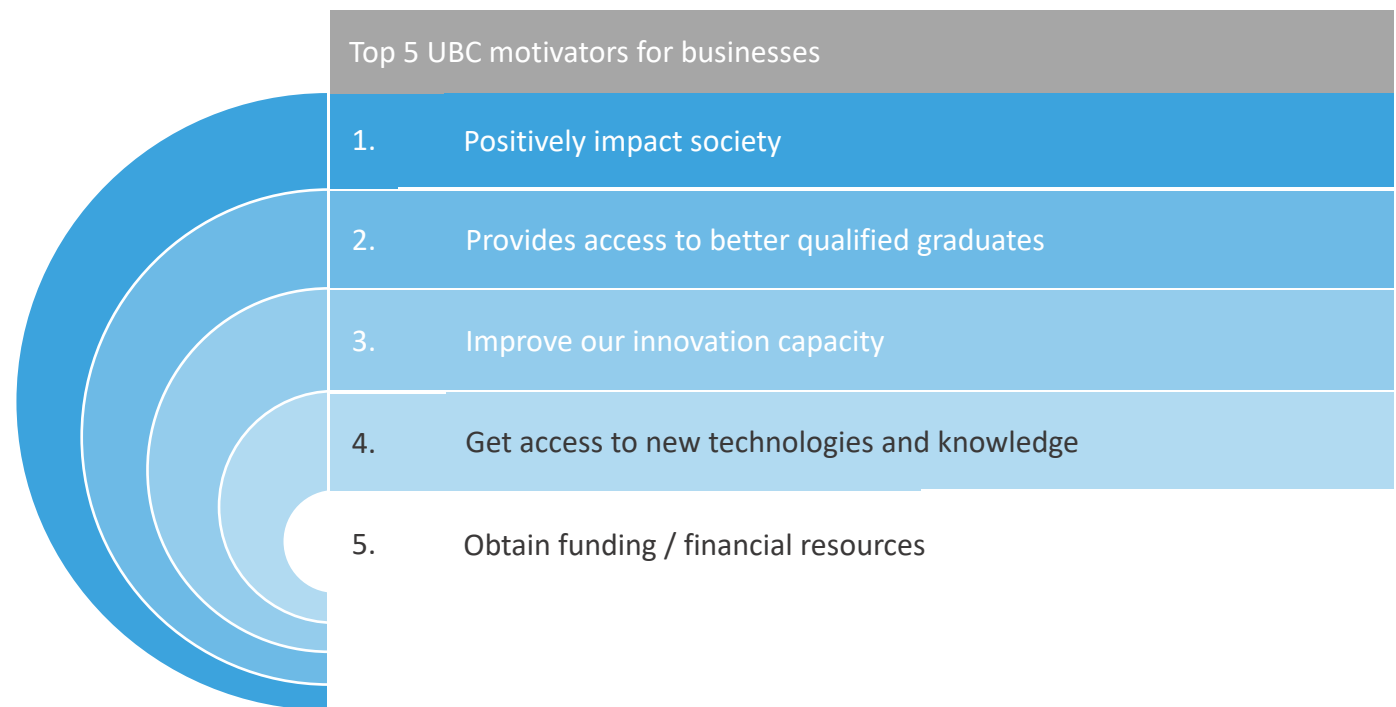 Top 5 UBC motivators for businesses
1. Positively impact society
2. Provides access to better qualified graduates
3. Improve our innovation capacity
4. Get access to new technologies and knowledge
5. Obtain funding / financial resources